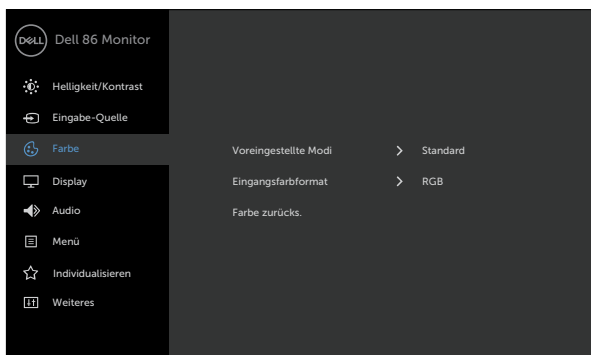 DELL Dell 86 Monitor
Helligkeit/Kontrast
Eingabe-Quelle
Farbe
Voreingestellte Modi > Standard
Display
Eingangsfarbformat > RGB
Audio
Farbe zurücks.
Menü
Individualisieren
Weiteres